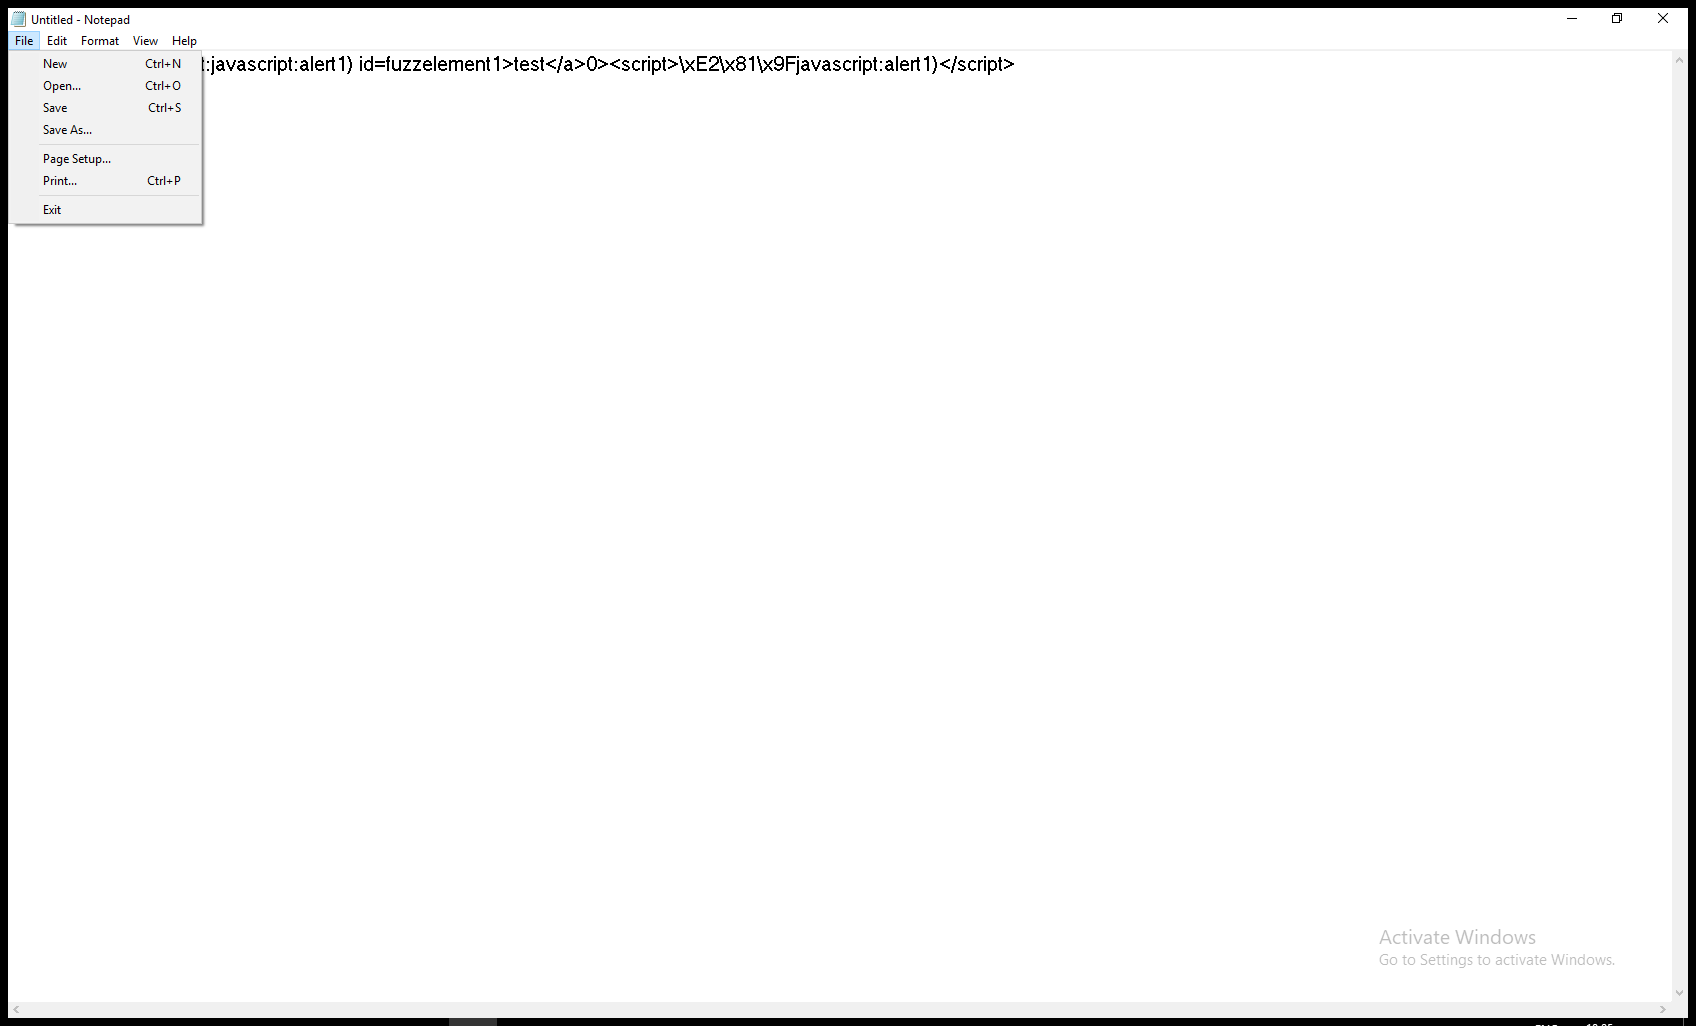 Untitled - Notepad
File Edit Format View Help
:javascript:alert1) id=fuzzelement1>test</a>0><script>\xE2\x81\x9Fjavascript:alert1)</script>
New Ctrl+N
Open... Ctrl+O
Save Ctrl+S
Save As...
Page Setup...
Print... Ctrl+P
Exit
Activate Windows
Go to Settings to activate Windows.